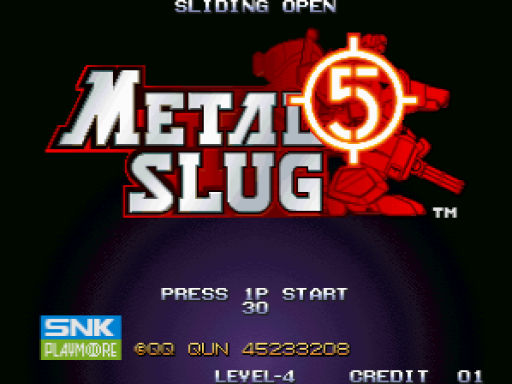 SLIDING OPEN
METAL
5
SLUG
TM
PRESS 1P START
30
SNK
PLAYMORE
©QQ QUN 45233208
LEVEL-4 CREDIT 01